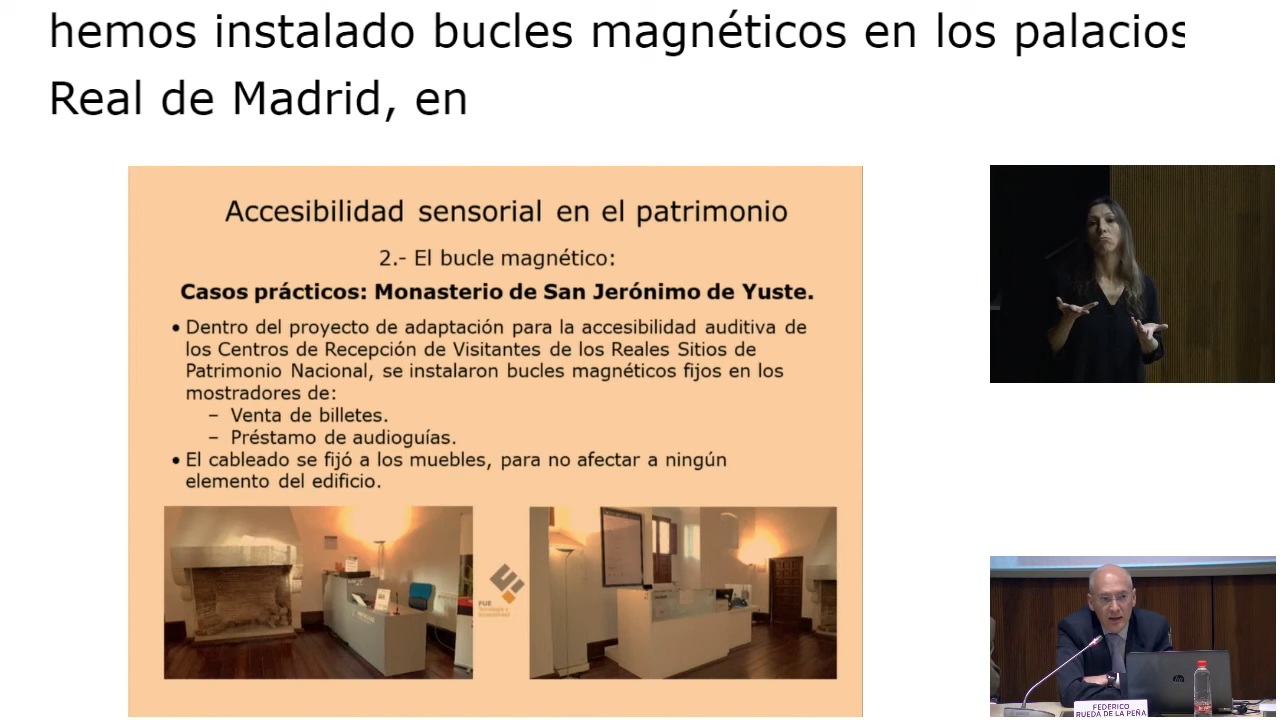 hemos instalado bucles magnéticos en los palacios
Real de Madrid, en
Accesibilidad sensorial en el patrimonio
2.- El bucle magnético:
Casos prácticos: Monasterio de San Jerónimo de Yuste.
• Dentro del proyecto de adaptación para la accesibilidad auditiva de
los Centros de Recepción de Visitantes de los Reales Sitios de
Patrimonio Nacional, se instalaron bucles magnéticos fijos en los
mostradores de:
– Venta de billetes.
– Préstamo de audioguías.
• El cableado se fijó a los muebles, para no afectar a ningún
elemento del edificio.
FEDERICO
RUEDA DE LA PEÑA